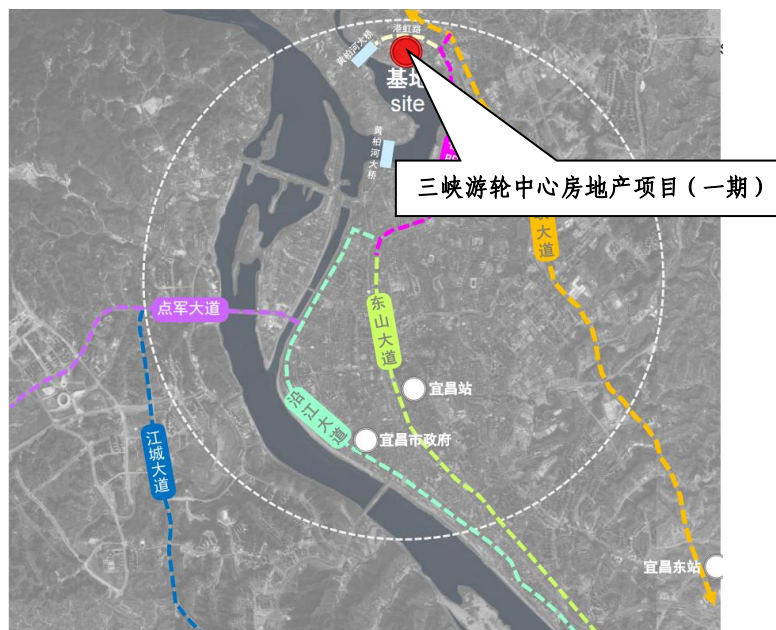 港虹路
黄柏河大桥
基地
site
黄柏河大桥
三峡游轮中心房地产项目（一期）
大道
点军大道
东山大道
宜昌站
沿江大道
宜昌市政府
江城大道
宜昌东站